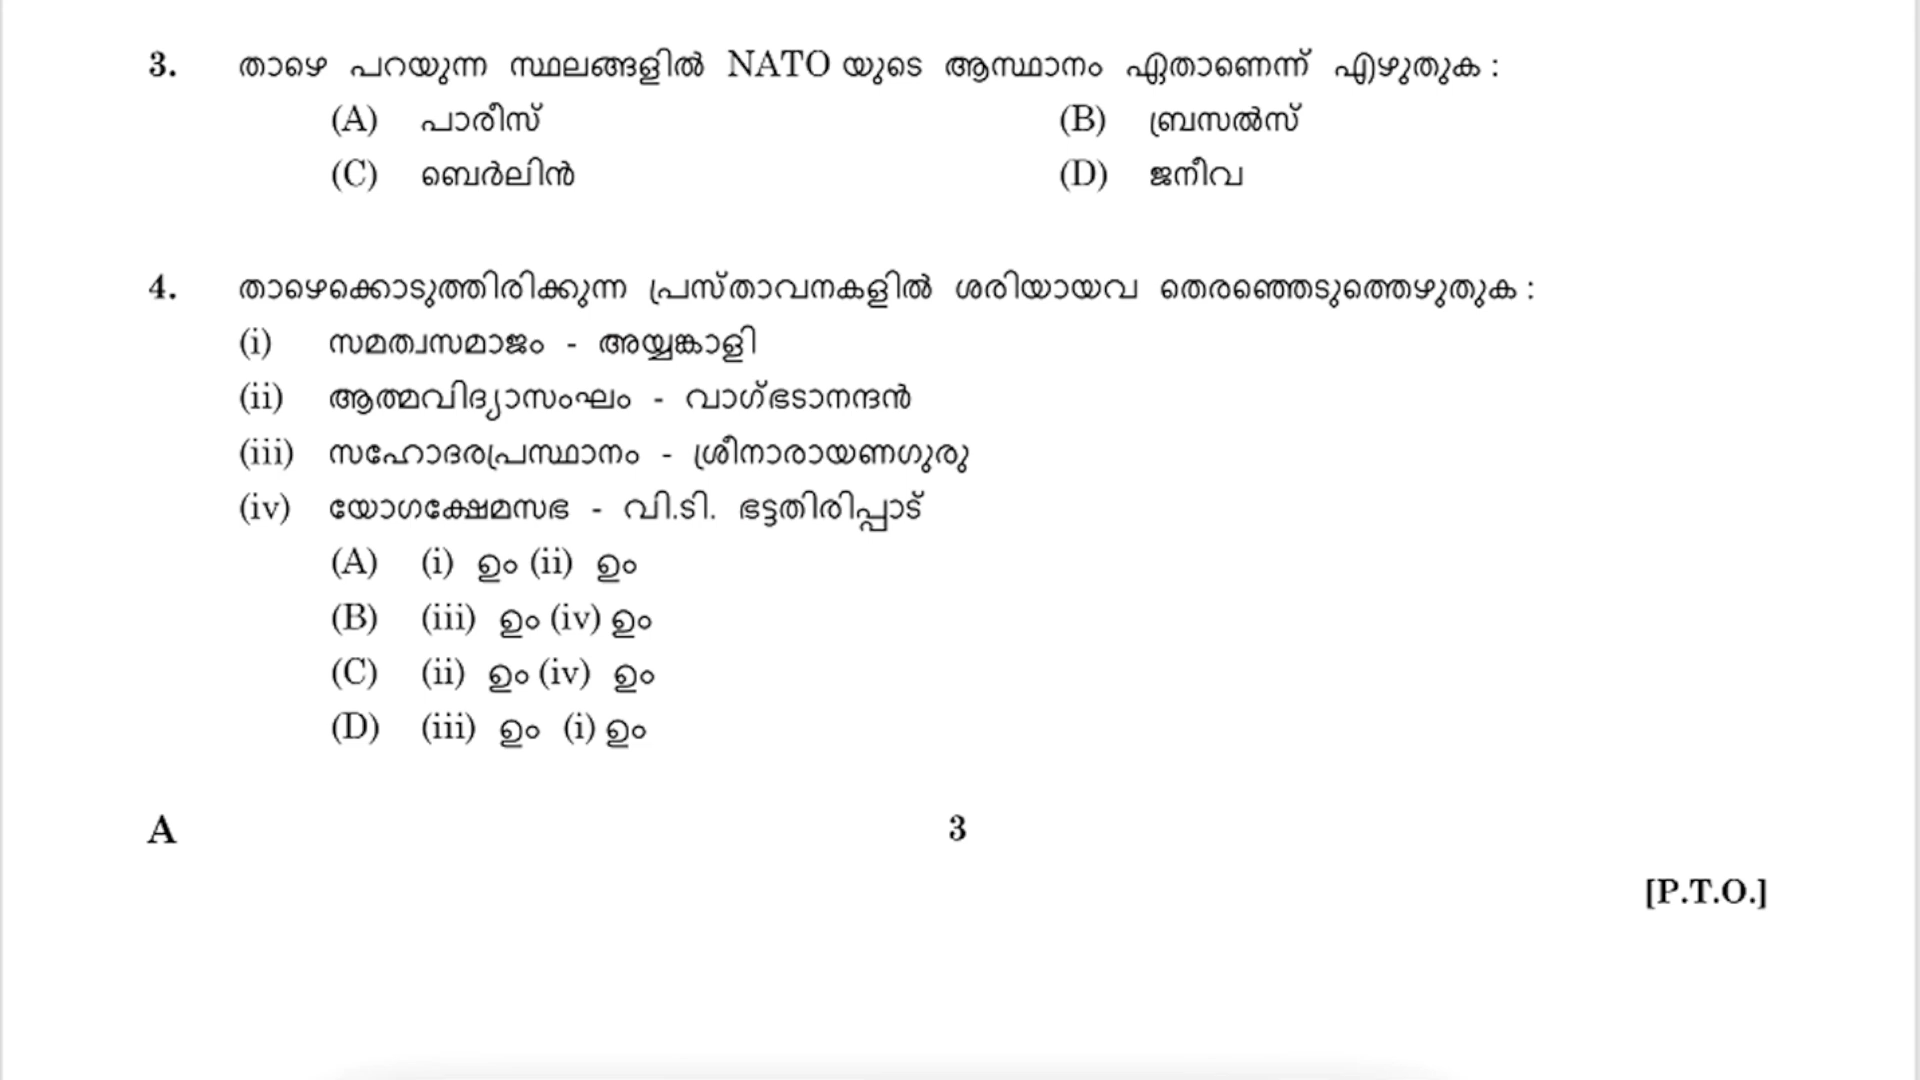 3. താഴെ പറയുന്ന സ്ഥലങ്ങളിൽ NATO യുടെ ആസ്ഥാനം ഏതാണെന്ന് എഴുതുക :
(A) പാരീസ് (B) ബ്രസൽസ്
(C) ബെർലിൻ (D) ജനീവ
4. താഴെക്കൊടുത്തിരിക്കുന്ന പ്രസ്താവനകളിൽ ശരിയായവ തെരഞ്ഞെടുത്തെഴുതുക :
(i) സമത്വസമാജം - അയ്യങ്കാളി
(ii) ആത്മവിദ്യാസംഘം - വാഗ്ഭടാനന്ദൻ
(iii) സഹോദരപ്രസ്ഥാനം - ശ്രീനാരായണഗുരു
(iv) യോഗക്ഷേമസഭ - വി.ടി. ഭട്ടതിരിപ്പാട്
(A) (i) ഉം (ii) ഉം
(B) (iii) ഉം (iv) ഉം
(C) (ii) ഉം (iv) ഉം
(D) (iii) ഉം (i) ഉം
A 3
[P.T.O.]